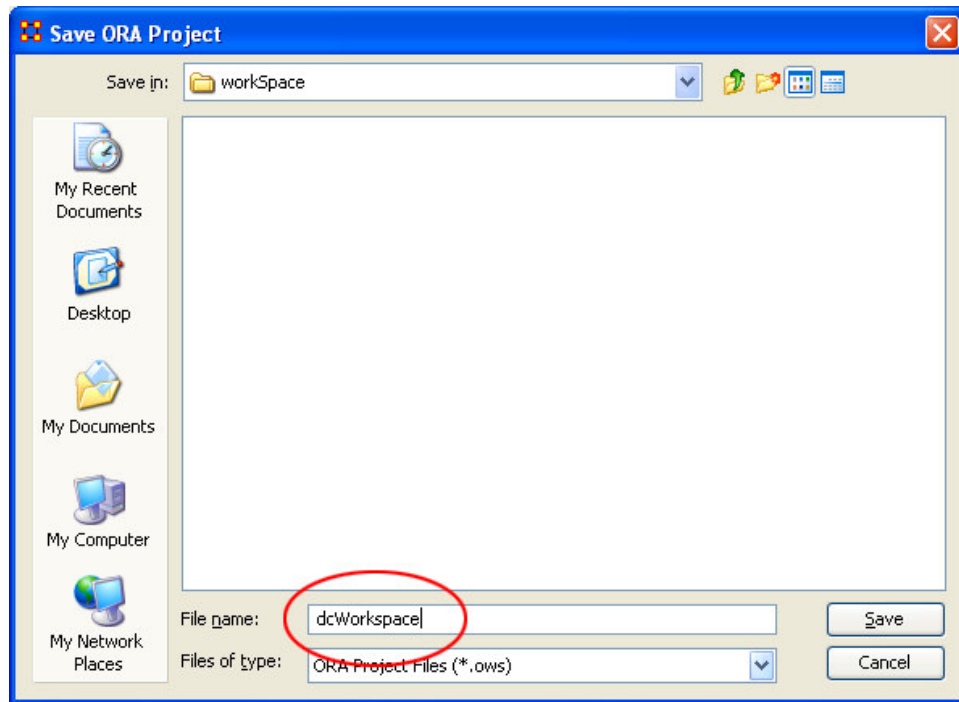 Save ORA Project
Save in: workSpace
My Recent
Documents
Desktop
My Documents
My Computer
My Network
Places
File name: dcWorkspace Save
Files of type: ORA Project Files (*.ows) Cancel